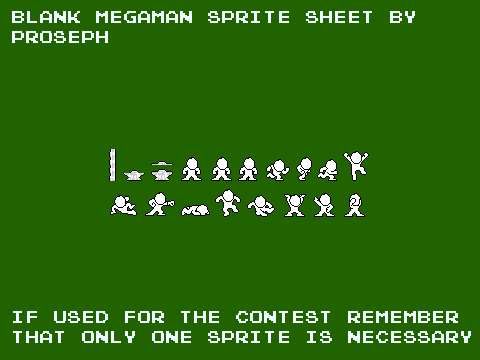 BLANK MEGAMAN SPRITE SHEET BY
PROSEPH
IF USED FOR THE CONTEST REMEMBER
THAT ONLY ONE SPRITE IS NECESSARY